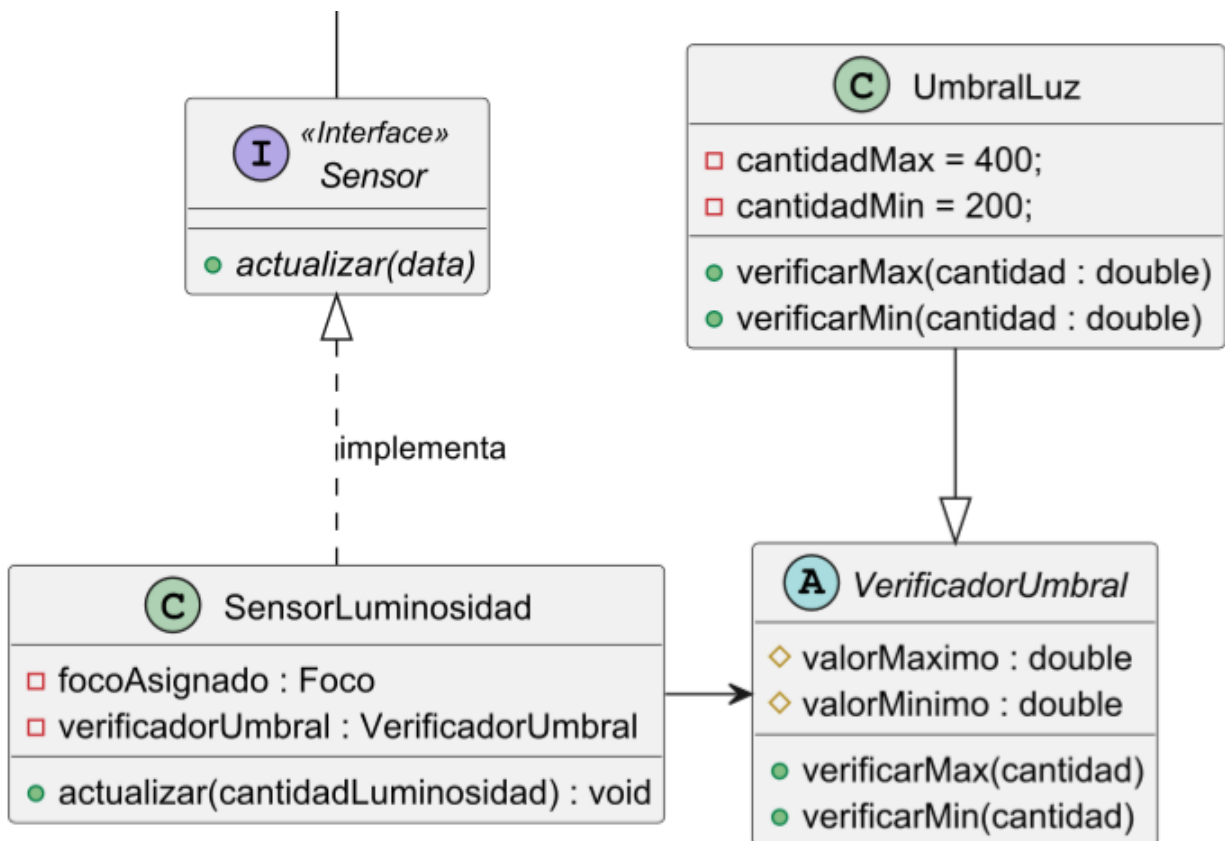 I
«Interface»
Sensor
actualizar(data)
C UmbralLuz
cantidadMax = 400;
cantidadMin = 200;
verificarMax(cantidad : double)
verificarMin(cantidad : double)
implementa
C SensorLuminosidad
focoAsignado : Foco
verificadorUmbral : VerificadorUmbral
actualizar(cantidadLuminosidad) : void
A VerificadorUmbral
valorMaximo : double
valorMinimo : double
verificarMax(cantidad)
verificarMin(cantidad)